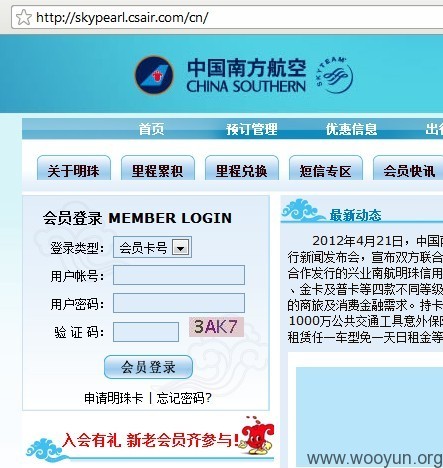 http://skypearl.csair.com/cn/
中国南方航空
CHINA SOUTHERN
SKYTEAM
首页 预订管理 优惠信息 出行
关于明珠 里程累积 里程兑换 短信专区 会员快讯
会员登录 MEMBER LOGIN
登录类型： 会员卡号
用户帐号：
用户密码：
验 证 码： 3AK7
会员登录
申请明珠卡 | 忘记密码?
入会有礼 新老会员齐参与!
最新动态
2012年4月21日，中国南
行新闻发布会，宣布双方联合
合作发行的兴业南航明珠信用
、金卡及普卡等四款不同等级
的商旅及消费金融需求。持卡
1000万公共交通工具意外保
租赁任一车型免一天日租金等
www.wooyun.org